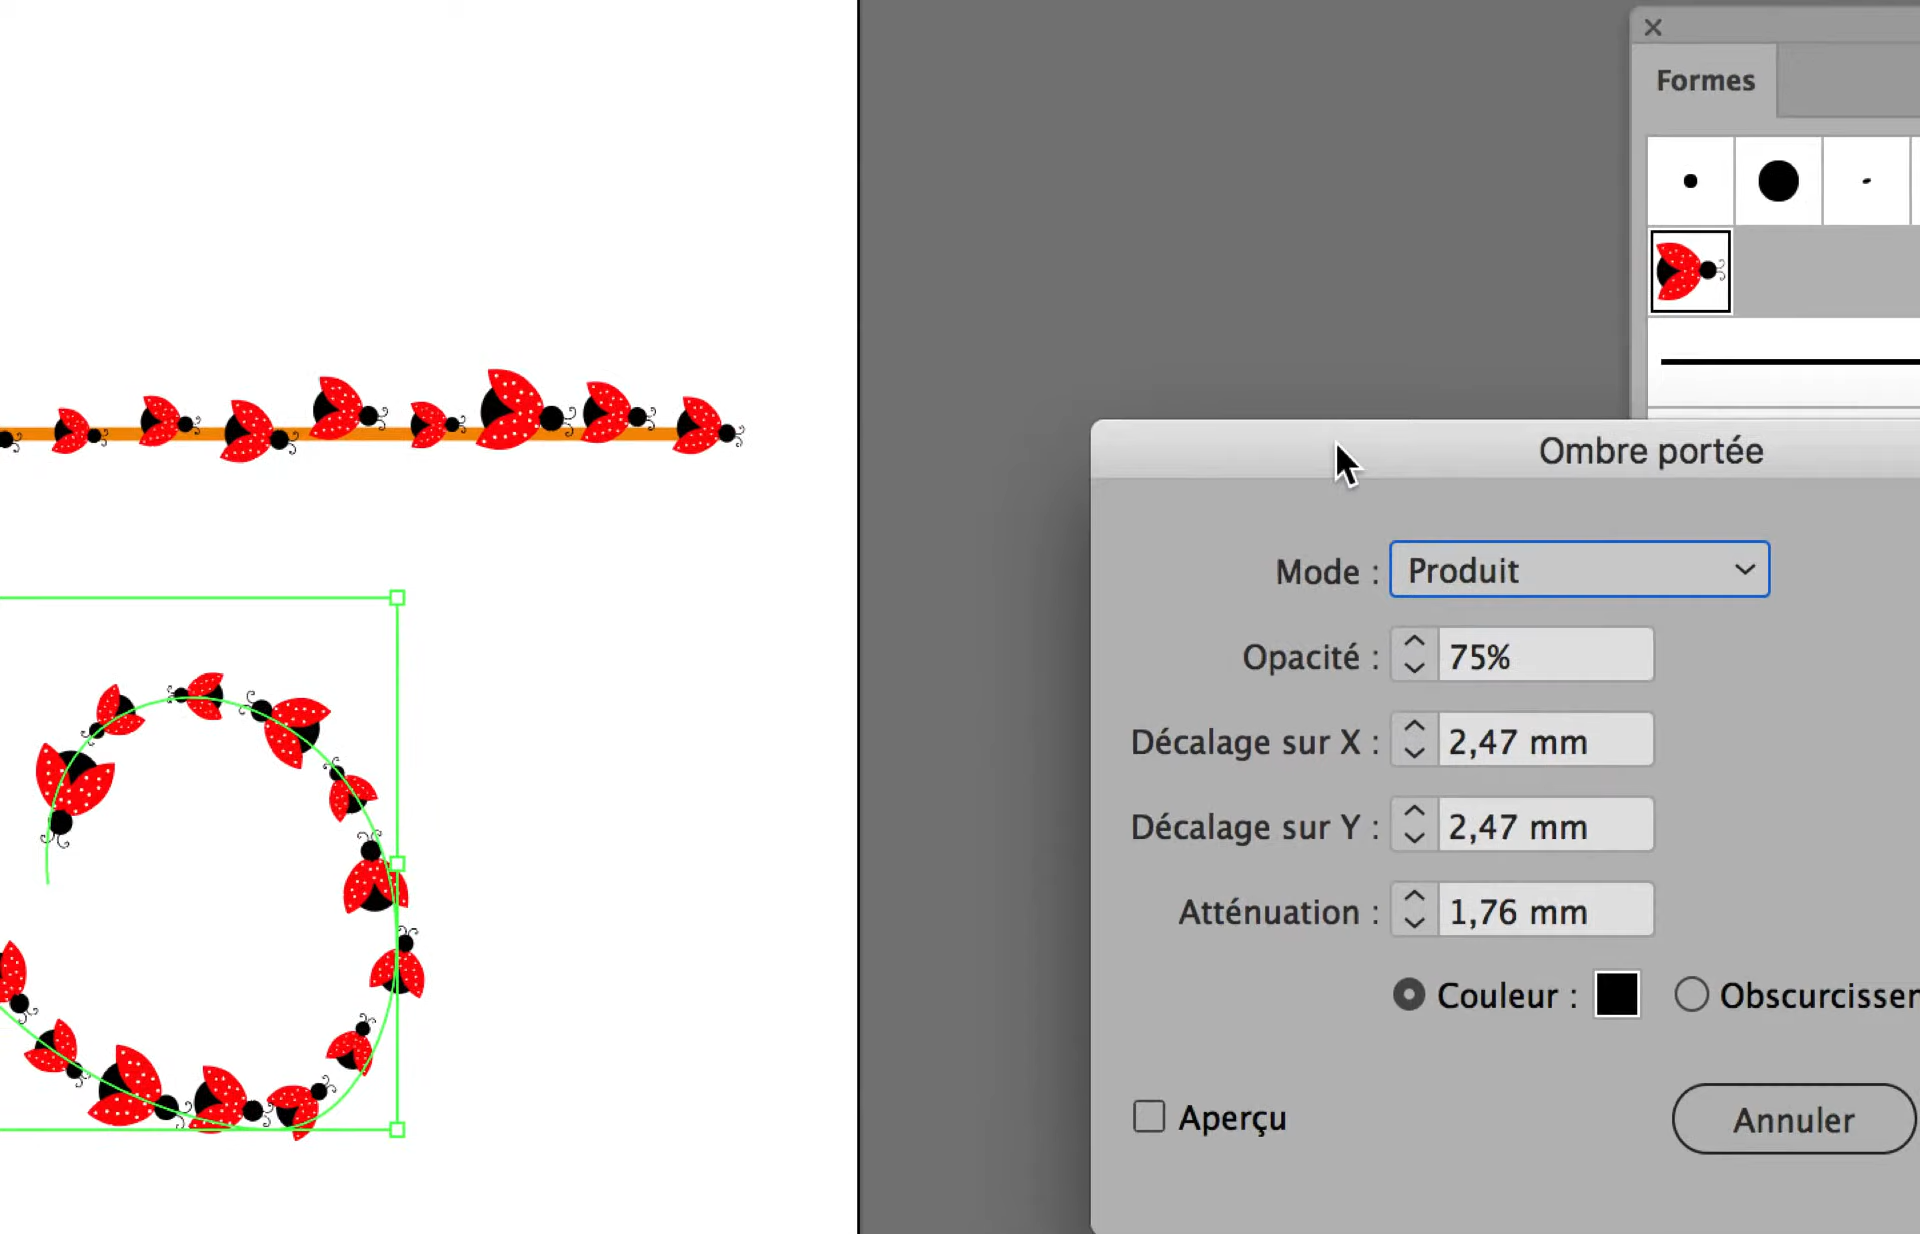 Formes
Ombre portée
Mode : Produit
Opacité : 75%
Décalage sur X : 2,47 mm
Décalage sur Y : 2,47 mm
Atténuation : 1,76 mm
Couleur : Obscurcissen
Aperçu
Annuler